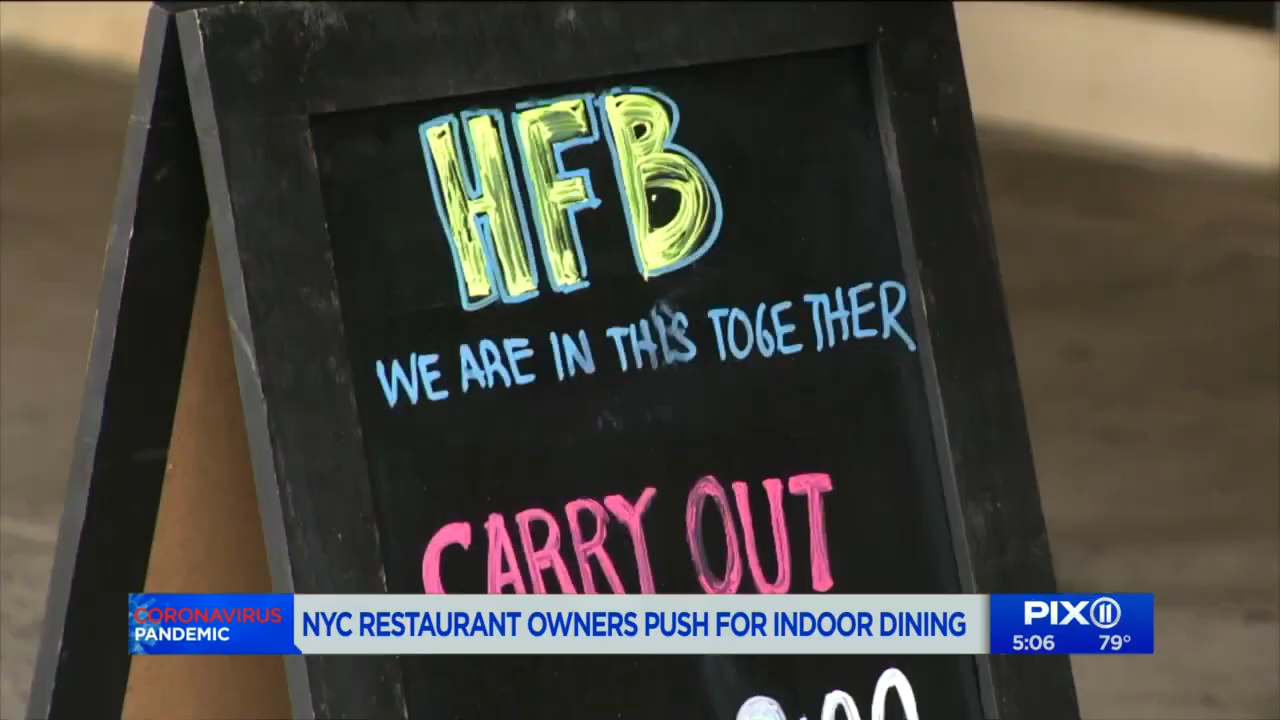 HFB
WE ARE IN THIS TOGETHER
CARRY OUT
CORONAVIRUS
PANDEMIC
NYC RESTAURANT OWNERS PUSH FOR INDOOR DINING
PIX11
5:06 79°